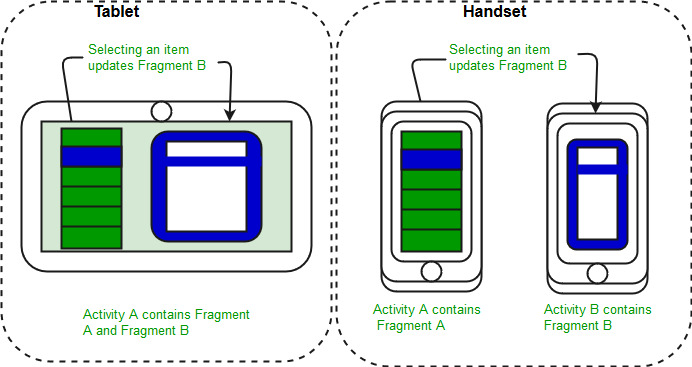 Tablet
Selecting an item
updates Fragment B
Activity A contains Fragment
A and Fragment B
Handset
Selecting an item
updates Fragment B
Activity A contains
Fragment A
Activity B contains
Fragment B